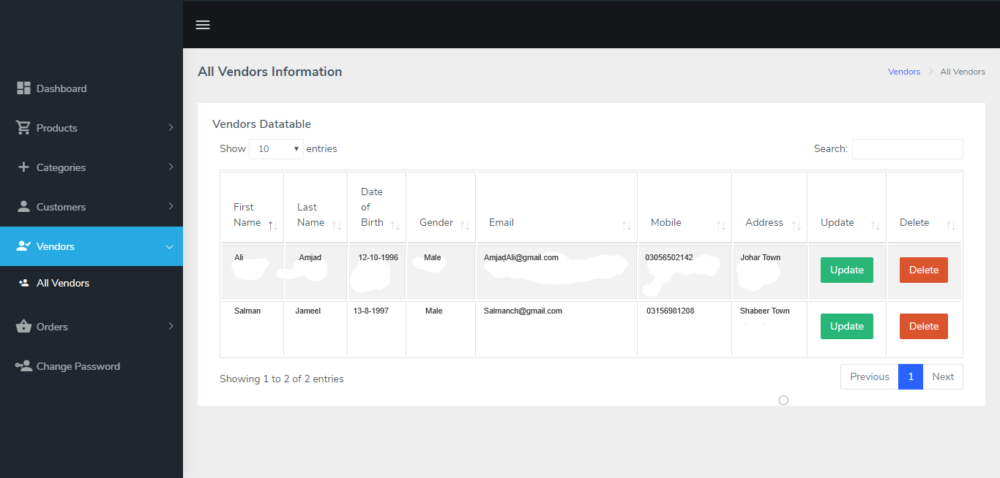 Dashboard
Products
Categories
Customers
Vendors
All Vendors
Orders
Change Password
All Vendors Information
Vendors > All Vendors
Vendors Datatable
Show 10 entries
Search:
First Name
Last Name
Date of Birth
Gender
Email
Mobile
Address
Update
Delete
Ali Amjad 12-10-1996 Male AmjadAli@gmail.com 03056502142 Johar Town Update Delete
Salman Jameel 13-8-1997 Male Salmanch@gmail.com 03156981208 Shabeer Town Update Delete
Showing 1 to 2 of 2 entries
Previous 1 Next